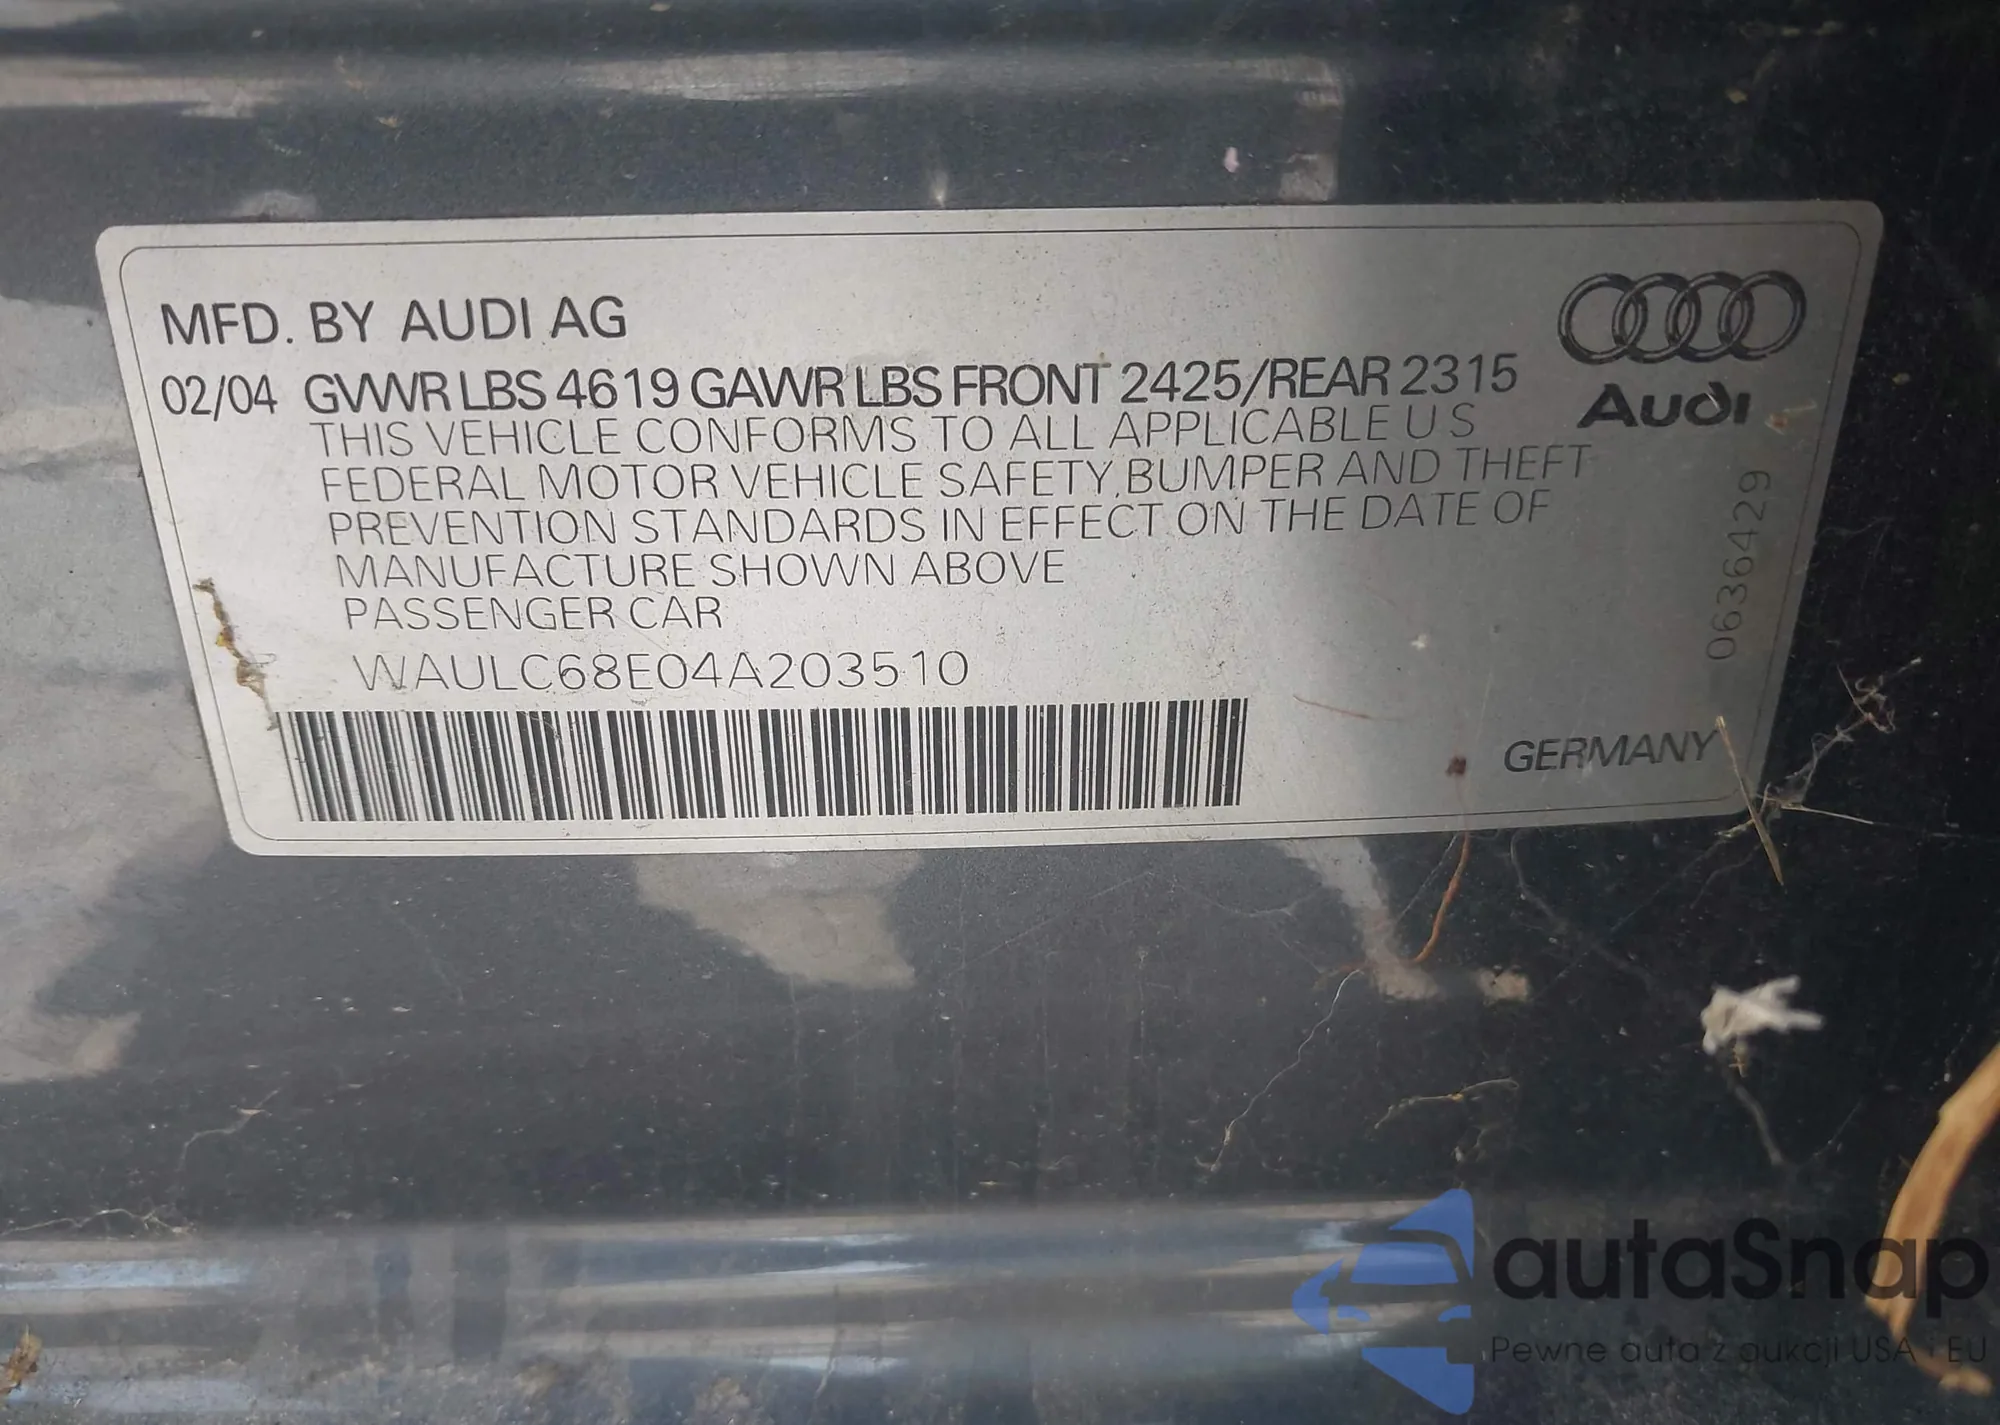 MFD. BY AUDI AG
02/04 GVWR LBS 4619 GAWR LBS FRONT 2425/REAR 2315
THIS VEHICLE CONFORMS TO ALL APPLICABLE U S
FEDERAL MOTOR VEHICLE SAFETY, BUMPER AND THEFT
PREVENTION STANDARDS IN EFFECT ON THE DATE OF
MANUFACTURE SHOWN ABOVE
PASSENGER CAR
WAULC68E04A203510
Audi
0636429
GERMANY
autaSnap
Pewne auta z aukcji USA i EU